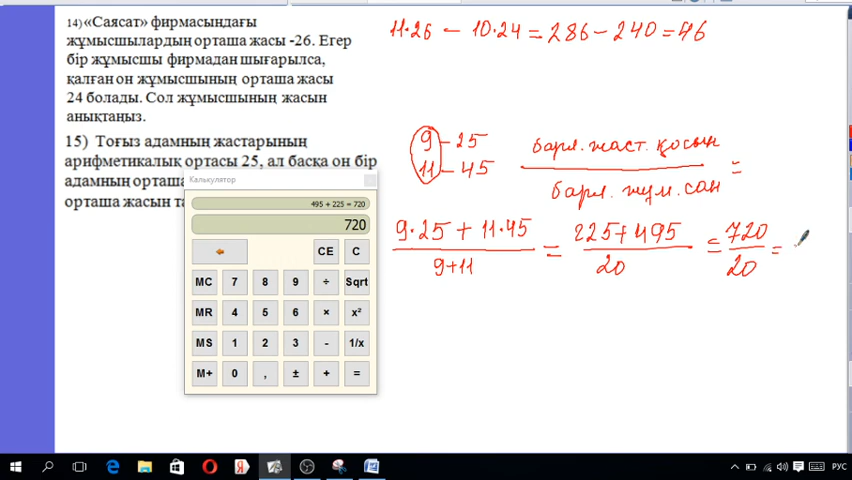 14) «Саясат» фирмасындағы
жұмысшылардың орташа жасы -26. Егер
бір жұмысшы фирмадан шығарылса,
қалған он жұмысшының орташа жасы
24 болады. Сол жұмысшының жасын
анықтаңыз.
15) Тоғыз адамның жастарының
арифметикалық ортасы 25, ал басқа он бір
адамның орташа
орташа жасын
11·26 - 10·24 = 286 - 240 = 46
9 - 25
11 - 45
барл. жаст. қосын
барл. жұм. сан
=
9·25 + 11·45
9+11
=
225+495
20
=
720
20
=
Калькулятор
495 + 225 = 720
720
CE C
MC 7 8 9 ÷ Sqrt
MR 4 5 6 × x²
MS 1 2 3 - 1/x
M+ 0 , ± + =
РУС